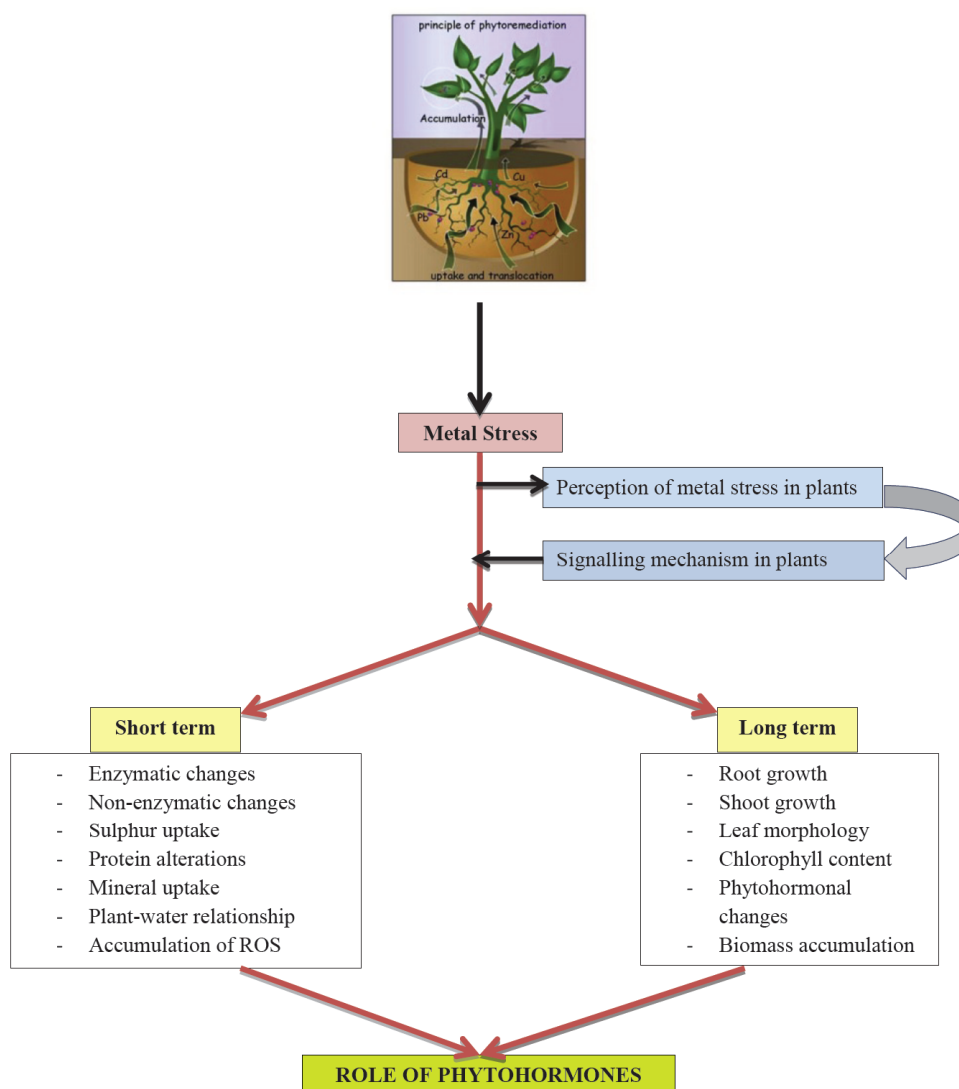 principle of phytoremediation
Accumulation
Cd
Cu
Pb
Zn
uptake and translocation
Metal Stress
Perception of metal stress in plants
Signalling mechanism in plants
Short term
- Enzymatic changes
- Non-enzymatic changes
- Sulphur uptake
- Protein alterations
- Mineral uptake
- Plant-water relationship
- Accumulation of ROS
Long term
- Root growth
- Shoot growth
- Leaf morphology
- Chlorophyll content
- Phytohormonal
changes
- Biomass accumulation
ROLE OF PHYTOHORMONES